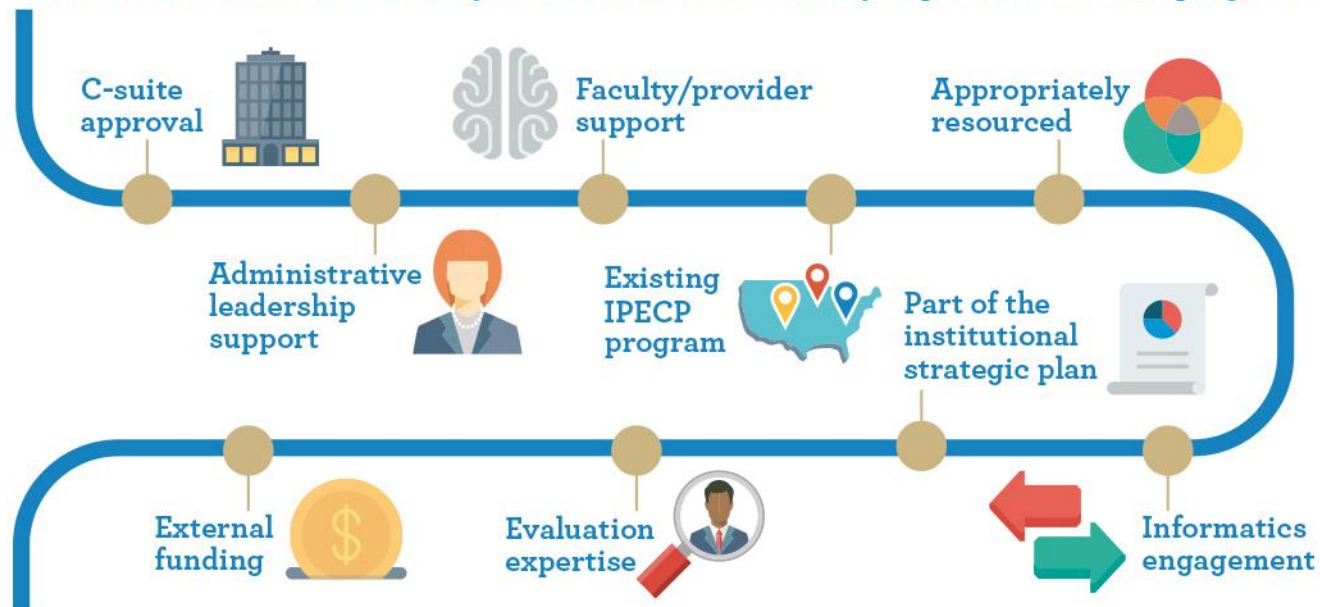 C-suite
approval
Faculty/provider
support
Appropriately
resourced
Administrative
leadership
support
Existing
IPECP
program
Part of the
institutional
strategic plan
External
funding
$
Evaluation
expertise
Informatics
engagement